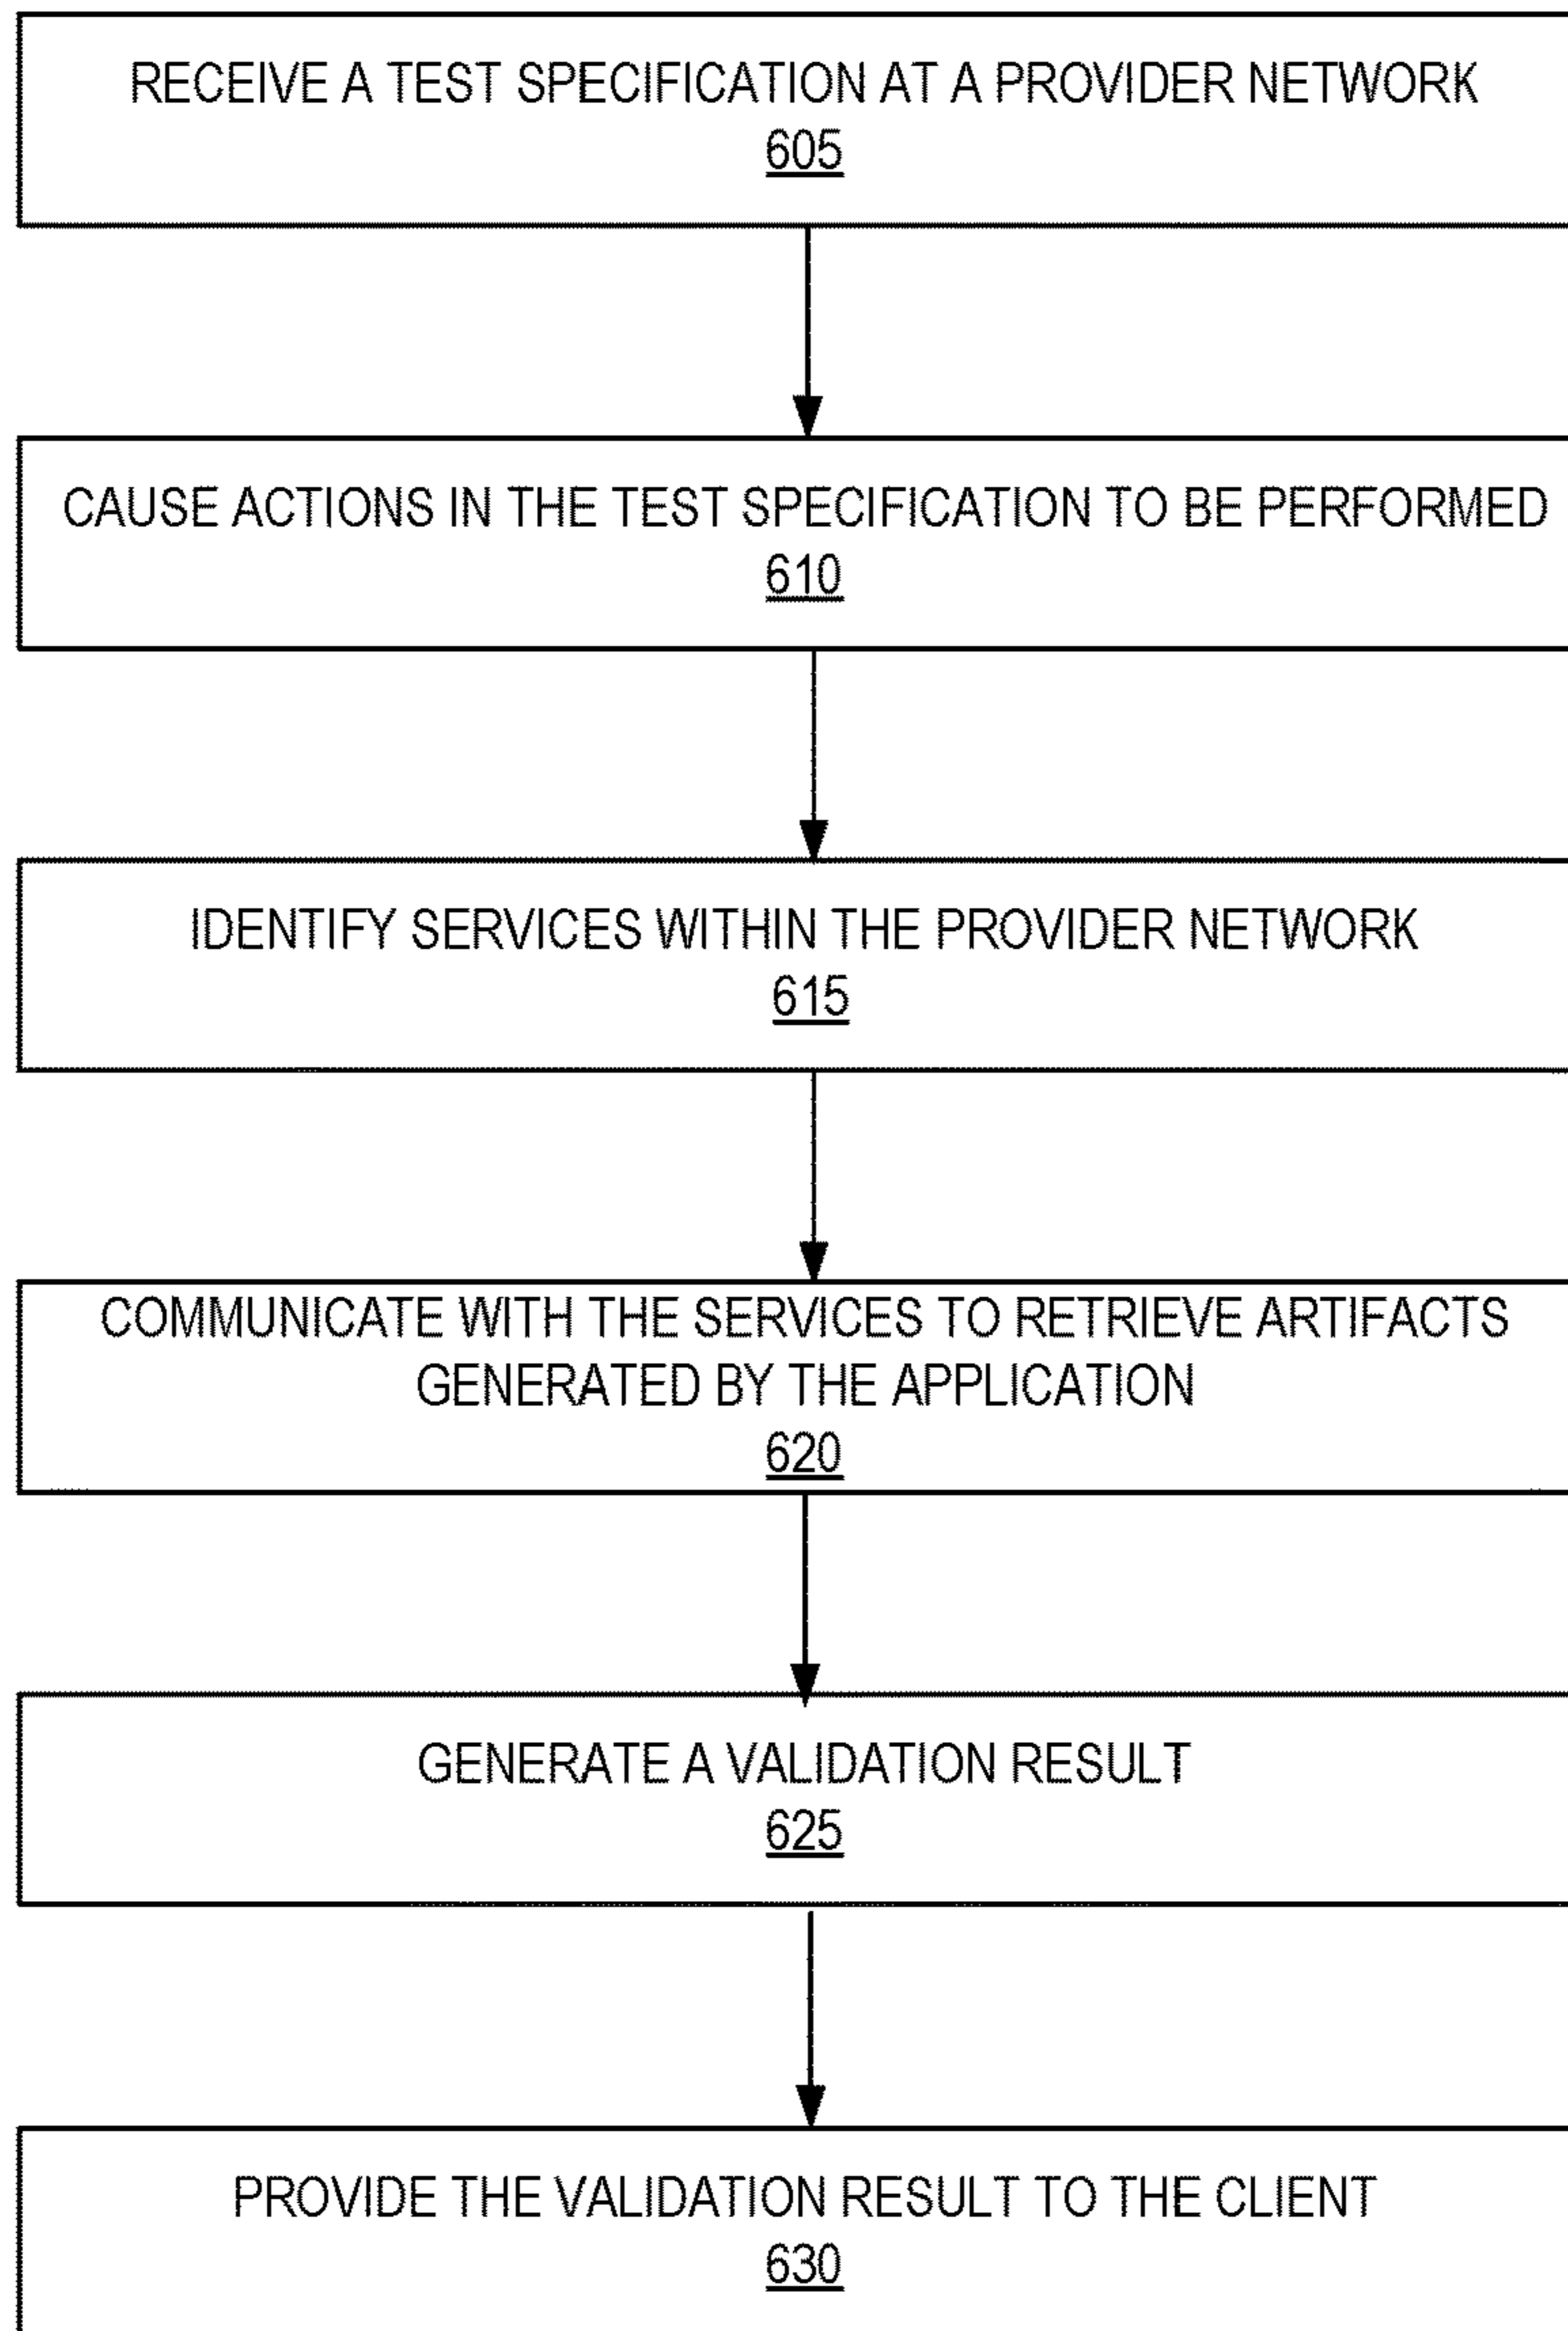 RECEIVE A TEST SPECIFICATION AT A PROVIDER NETWORK
605
CAUSE ACTIONS IN THE TEST SPECIFICATION TO BE PERFORMED
610
IDENTIFY SERVICES WITHIN THE PROVIDER NETWORK
615
COMMUNICATE WITH THE SERVICES TO RETRIEVE ARTIFACTS
GENERATED BY THE APPLICATION
620
GENERATE A VALIDATION RESULT
625
PROVIDE THE VALIDATION RESULT TO THE CLIENT
630